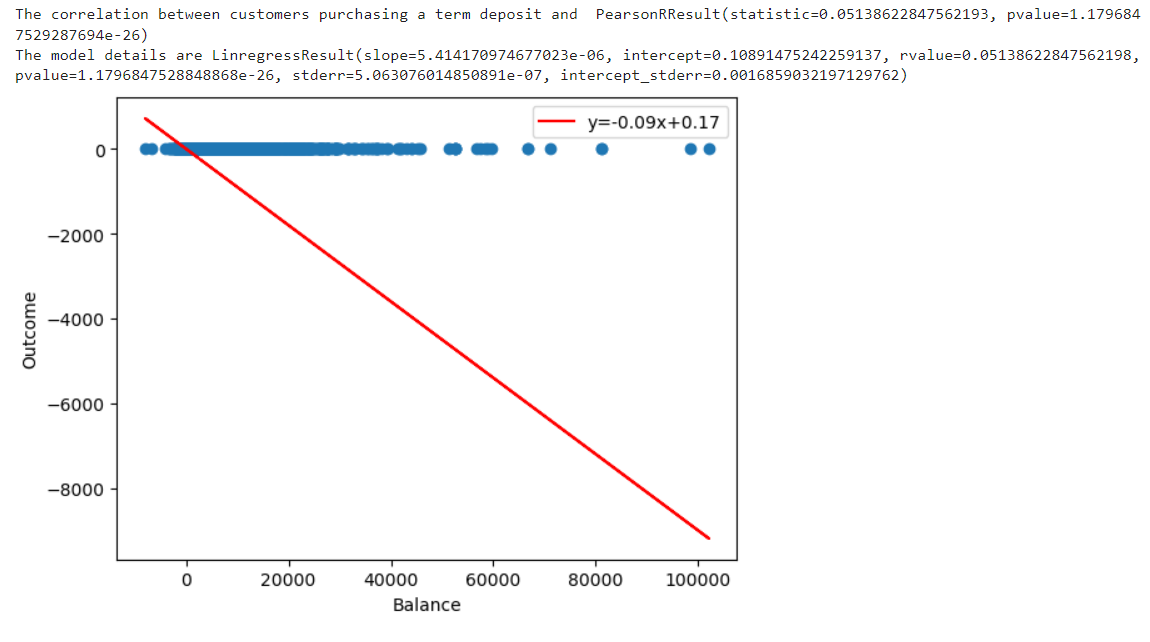 The correlation between customers purchasing a term deposit and  PearsonRResult(statistic=0.05138622847562193, pvalue=1.179684
7529287694e-26)
The model details are LinregressResult(slope=5.414170974677023e-06, intercept=0.10891475242259137, rvalue=0.05138622847562198,
pvalue=1.1796847528848868e-26, stderr=5.063076014850891e-07, intercept_stderr=0.0016859032197129762)
y=-0.09x+0.17
0
−2000
−4000
−6000
−8000
Outcome
0 20000 40000 60000 80000 100000
Balance